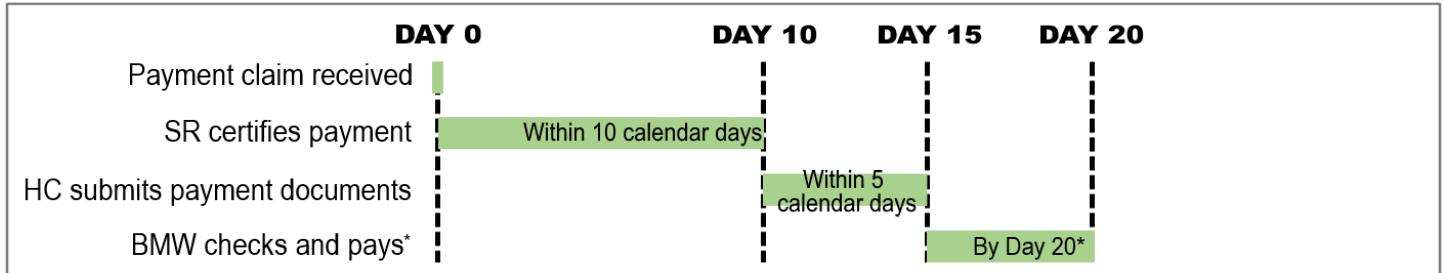 DAY 0 DAY 10 DAY 15 DAY 20
Payment claim received
SR certifies payment Within 10 calendar days
HC submits payment documents Within 5
calendar days
BMW checks and pays* By Day 20*